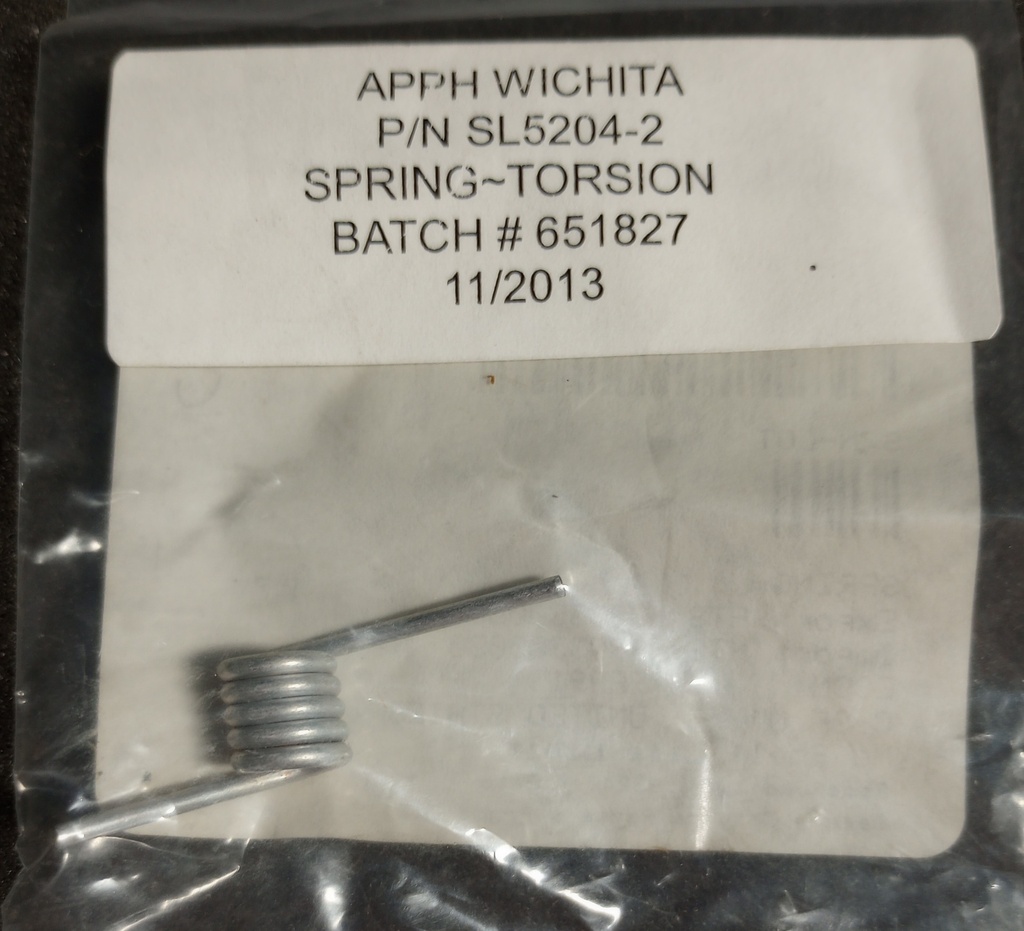 APPH WICHITA
P/N SL5204-2
SPRING~TORSION
BATCH # 651827
11/2013